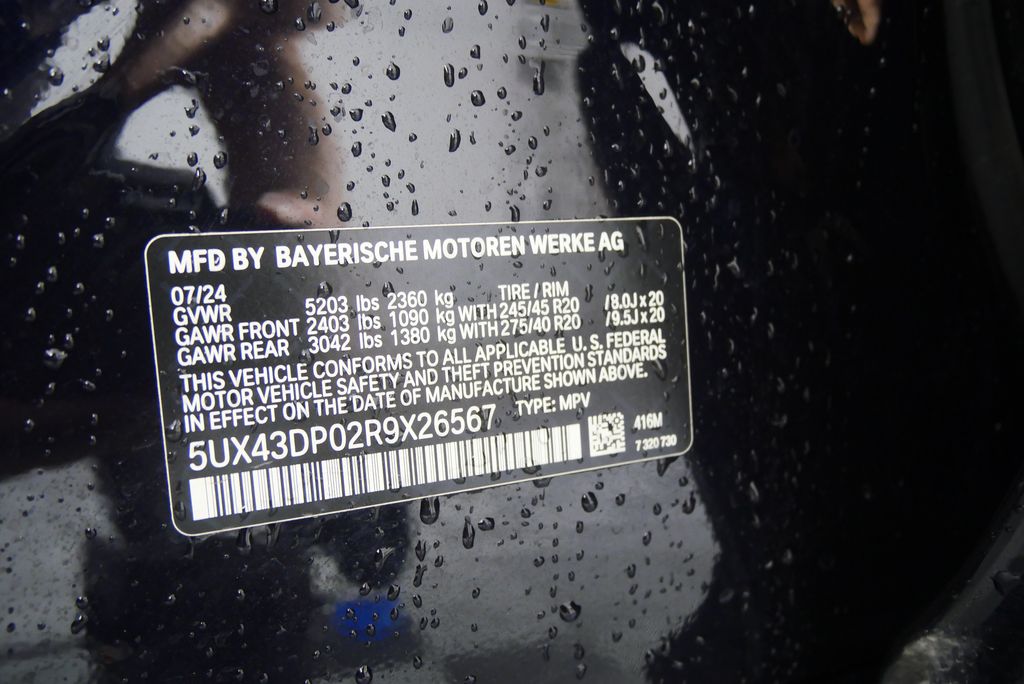 MFD BY BAYERISCHE MOTOREN WERKE AG
07/24 TIRE / RIM
GVWR 5203 lbs 2360 kg
GAWR FRONT 2403 lbs 1090 kg WITH 245/45 R20 /8.0J x 20
GAWR REAR 3042 lbs 1380 kg WITH 275/40 R20 /9.5J x 20
THIS VEHICLE CONFORMS TO ALL APPLICABLE U. S. FEDERAL
MOTOR VEHICLE SAFETY AND THEFT PREVENTION STANDARDS
IN EFFECT ON THE DATE OF MANUFACTURE SHOWN ABOVE.
5UX43DP02R9X26567 TYPE: MPV
416M
7 320 730